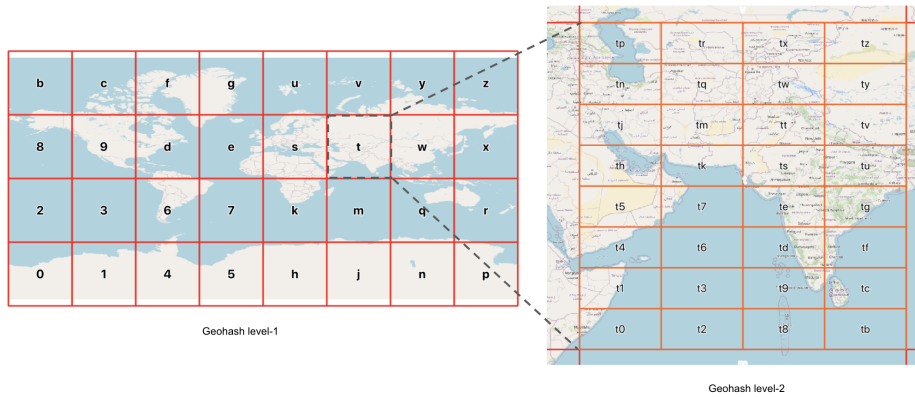 b c f g u v y z
8 9 d e s t w x
2 3 6 7 k m q r
0 1 4 5 h j n p
Geohash level-1
tp tr tx tz
tn tq tw ty
tj tm tt tv
th tk ts tu
t5 t7 te tg
t4 t6 td tf
t1 t3 t9 tc
t0 t2 t8 tb
Geohash level-2